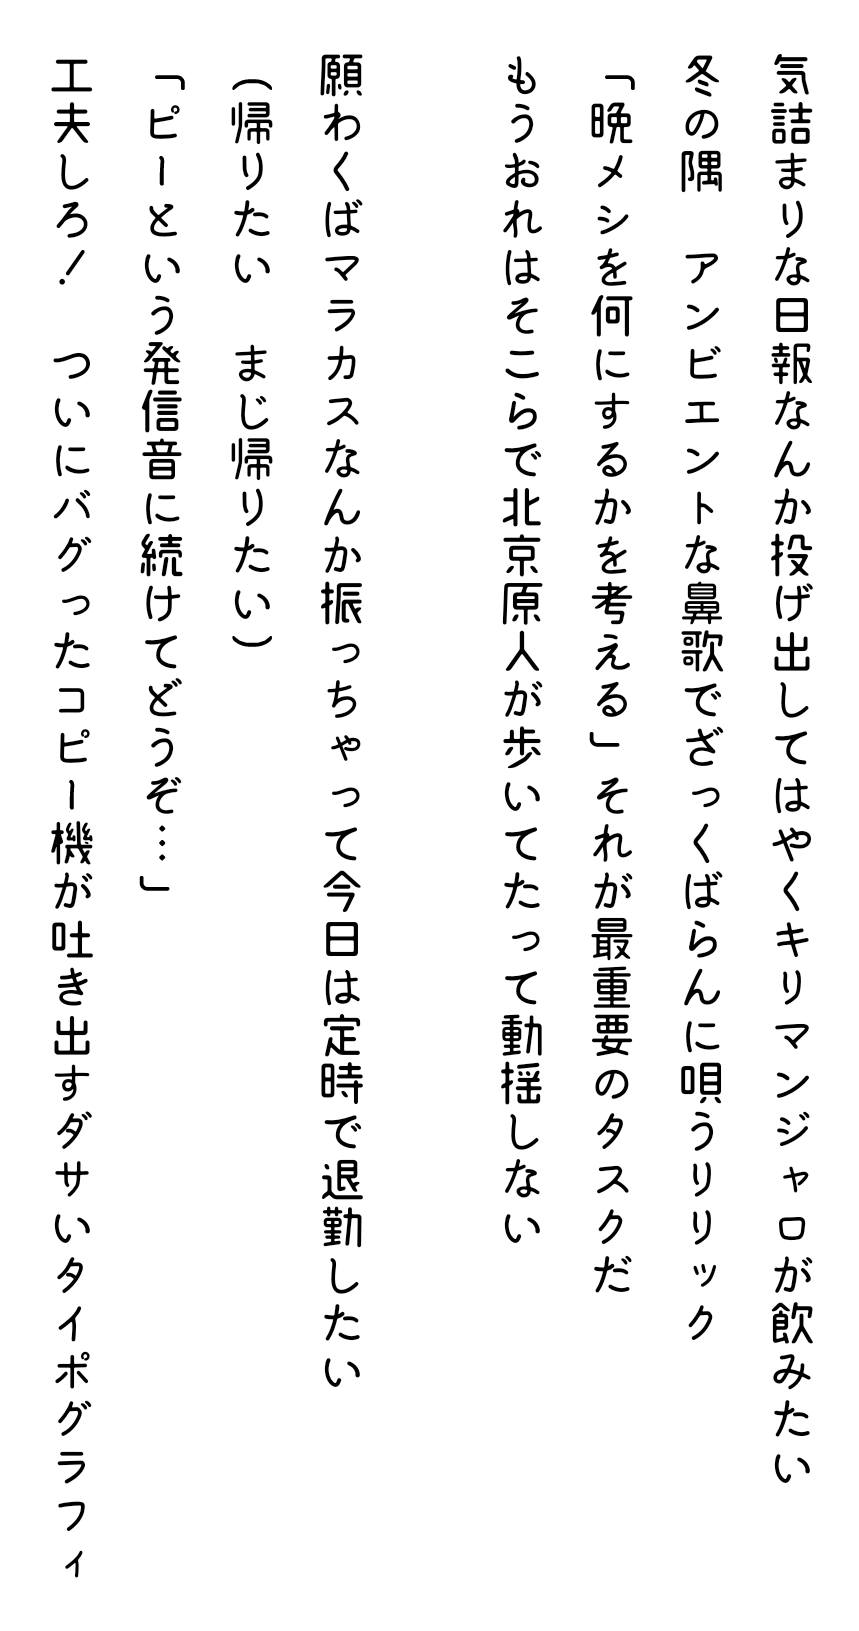 気詰まりな日報なんか投げ出してはやくキリマンジャロが飲みたい
冬の隅　アンビエントな鼻歌でざっくばらんに唄うリリック
「晩メシを何にするかを考える」それが最重要のタスクだ
もうおれはそこらで北京原人が歩いてたって動揺しない
願わくばマラカスなんか振っちゃって今日は定時で退勤したい
（帰りたい　まじ帰りたい）
「ピーという発信音に続けてどうぞ…」
工夫しろ！　ついにバグったコピー機が吐き出すダサいタイポグラフィ